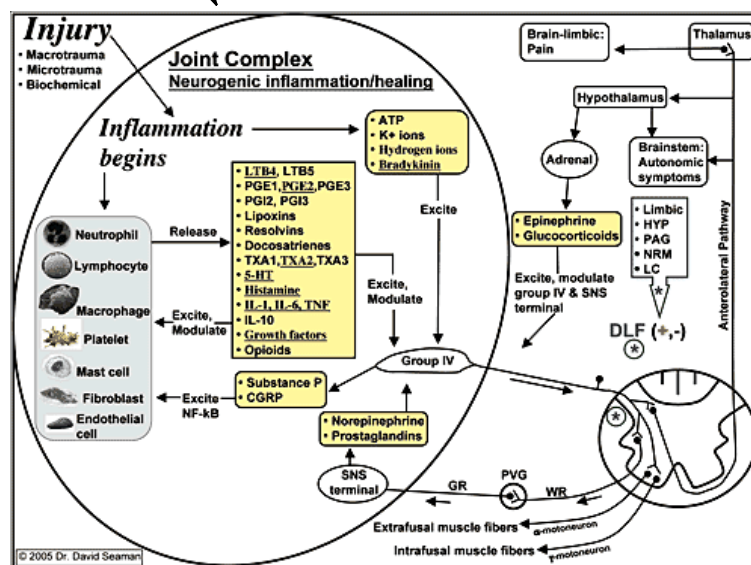 Injury
• Macrotrauma
• Microtrauma
• Biochemical
Joint Complex
Neurogenic inflammation/healing
Inflammation
begins
• ATP
• K+ ions
• Hydrogen ions
• Bradykinin
Excite
Neutrophil
Lymphocyte
Macrophage
Platelet
Mast cell
Fibroblast
Endothelial
cell
Release
Excite,
Modulate
• LTB4, LTB5
• PGE1, PGE2, PGE3
• PGI2, PGI3
• Lipoxins
• Resolvins
• Docosatrienes
• TXA1, TXA2, TXA3
• 5-HT
• Histamine
• IL-1, IL-6, TNF
• IL-10
• Growth factors
• Opioids
Excite,
Modulate
Group IV
• Substance P
• CGRP
Excite
NF-kB
• Norepinephrine
• Prostaglandins
SNS
terminal
GR
PVG
WR
Brain-limbic:
Pain
Thalamus
Hypothalamus
Adrenal
Brainstem:
Autonomic
symptoms
• Epinephrine
• Glucocorticoids
Excite, modulate
group IV & SNS
terminal
• Limbic
• HYP
• PAG
• NRM
• LC
*
DLF (+,-)
*
Anterolateral Pathway
*
Extrafusal muscle fibers
α-motoneuron
Intrafusal muscle fibers
γ-motoneuron
© 2005 Dr. David Seaman